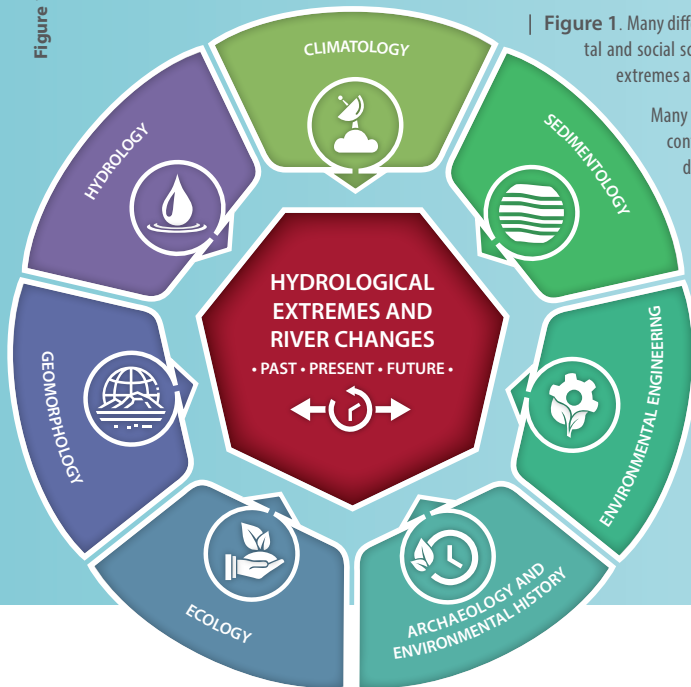 Figure
| Figure 1. Many diff
tal and social sc
extremes a
Many
con
d
CLIMATOLOGY
SEDIMENTOLOGY
ENVIRONMENTAL ENGINEERING
ARCHAEOLOGY AND
ENVIRONMENTAL HISTORY
ECOLOGY
GEOMORPHOLOGY
HYDROLOGY
HYDROLOGICAL
EXTREMES AND
RIVER CHANGES
• PAST • PRESENT • FUTURE •